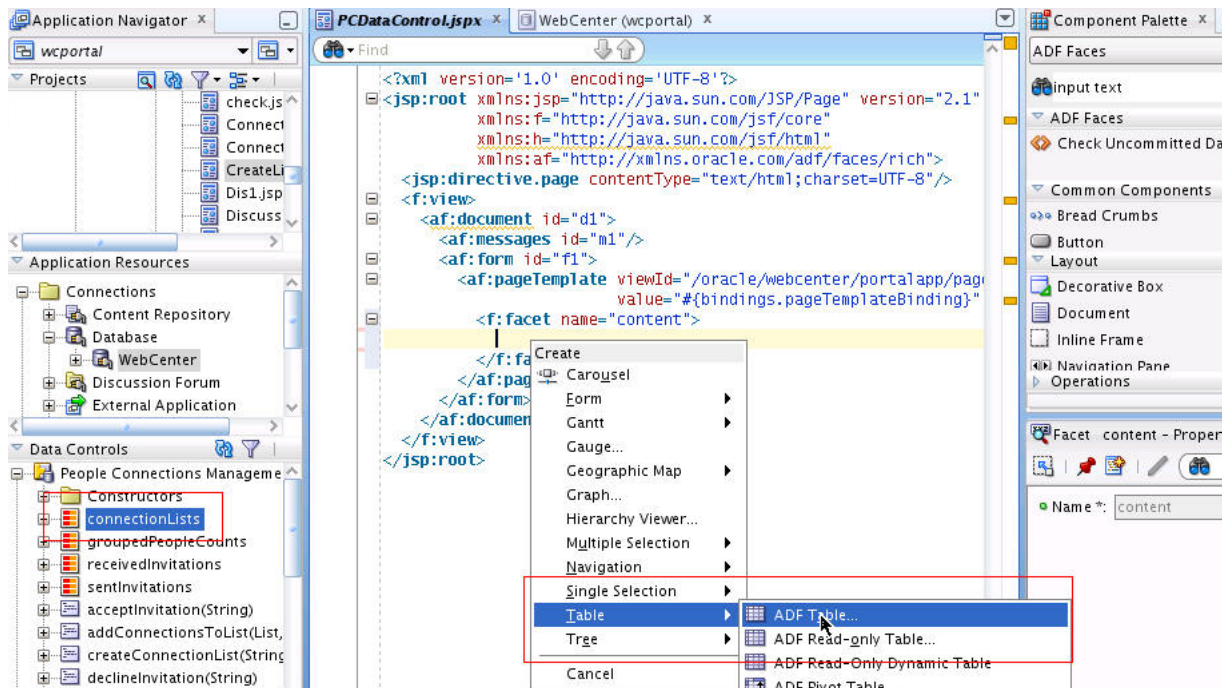 Application Navigator x
wcportal
Projects
check.js
Connect
Connect
CreateLi
Dis1.jsp
Discuss
Application Resources
Connections
Content Repository
Database
WebCenter
Discussion Forum
External Application
Data Controls
People Connections Manageme
Constructors
connectionLists
groupedPeopleCounts
receivedInvitations
sentInvitations
acceptInvitation(String)
addConnectionsToList(List,
createConnectionList(String
declineInvitation(String)
PCDataControl.jspx x
WebCenter (wcportal) x
Find
<?xml version='1.0' encoding='UTF-8'?>
<jsp:root xmlns:jsp="http://java.sun.com/JSP/Page" version="2.1"
xmlns:f="http://java.sun.com/jsf/core"
xmlns:h="http://java.sun.com/jsf/html"
xmlns:af="http://xmlns.oracle.com/adf/faces/rich">
<jsp:directive.page contentType="text/html;charset=UTF-8"/>
<f:view>
<af:document id="d1">
<af:messages id="m1"/>
<af:form id="f1">
<af:pageTemplate viewId="/oracle/webcenter/portalapp/page
value="#{bindings.pageTemplateBinding}"
<f:facet name="content">
</f:fa
</af:pag
</af:form>
</af:documen
</f:view>
</jsp:root>
Create
Carousel
Form
Gantt
Gauge...
Geographic Map
Graph...
Hierarchy Viewer...
Multiple Selection
Navigation
Single Selection
Table
Tree
Cancel
ADF Table...
ADF Read-only Table...
ADF Read-Only Dynamic Table
ADF Pivot Table
Component Palette x
ADF Faces
input text
ADF Faces
Check Uncommitted Da
Common Components
Bread Crumbs
Button
Layout
Decorative Box
Document
Inline Frame
Navigation Pane
Operations
Facet content - Proper
Name *: content